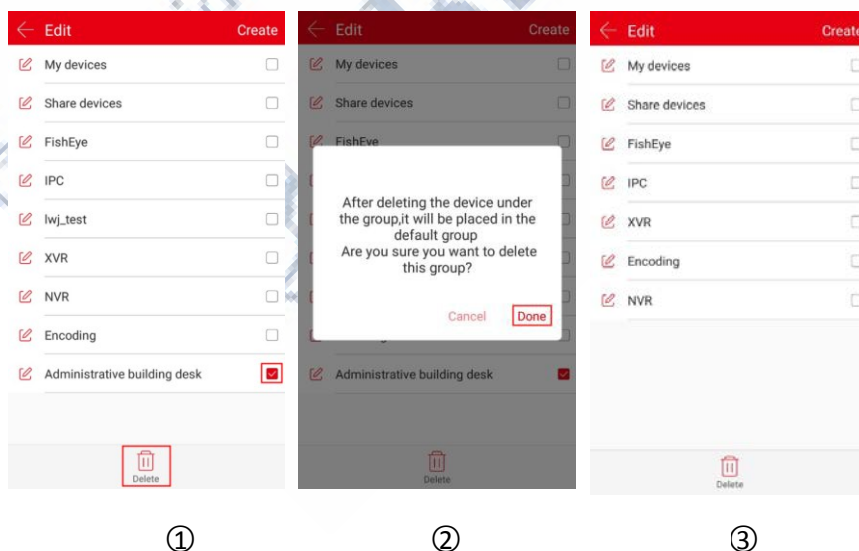 Edit Create
My devices
Share devices
FishEye
IPC
lwj_test
XVR
NVR
Encoding
Administrative building desk
Delete
①
Edit Create
My devices
Share devices
FishEye
After deleting the device under
the group,it will be placed in the
default group
Are you sure you want to delete
this group?
Cancel Done
Administrative building desk
Delete
②
Edit Create
My devices
Share devices
FishEye
IPC
XVR
Encoding
NVR
Delete
③